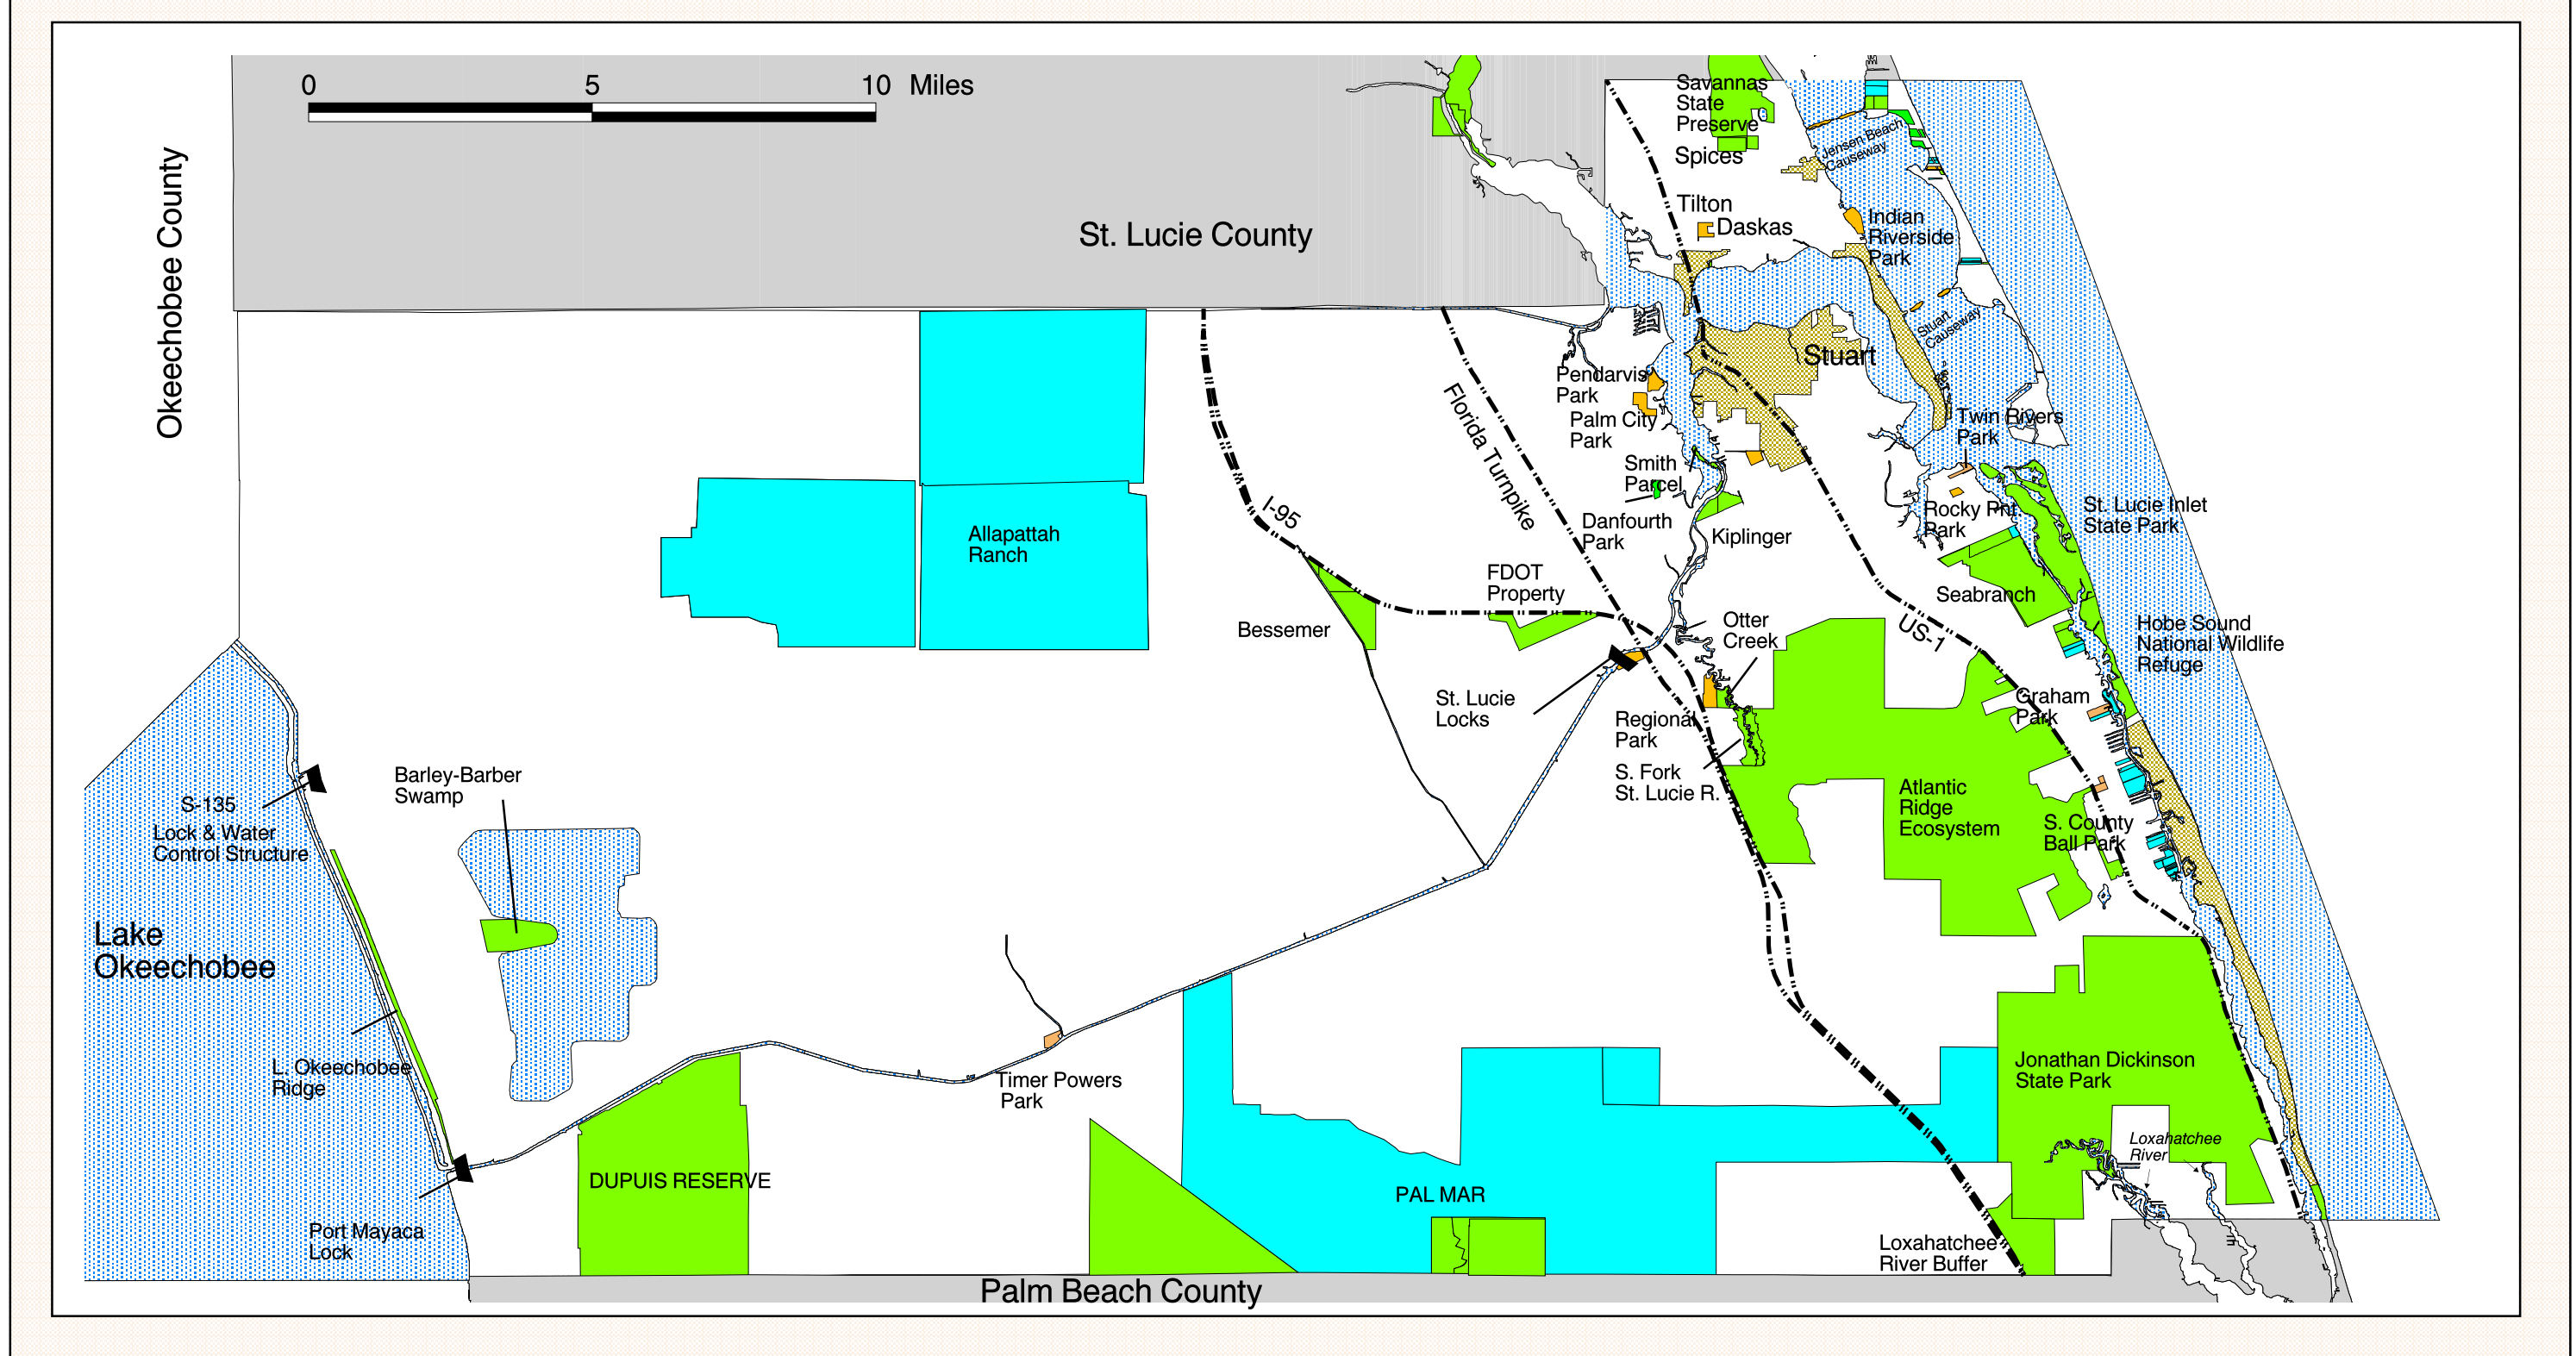 0 5 10 Miles
Okeechobee County
St. Lucie County
Savannas
State
Preserve
Spices
Jensen Beach
Causeway
Tilton
Daskas
Indian
Riverside
Park
Stuart
Causeway
Stuart
Pendarvis
Park
Palm City
Park
Florida Turnpike
Twin Rivers
Park
Smith
Parcel
I-95
Allapattah
Ranch
Danfourth
Park
Kiplinger
Rocky Pnt.
Park
St. Lucie Inlet
State Park
FDOT
Property
Seabranch
Bessemer
Otter
Creek
US-1
Hobe Sound
National Wildlife
Refuge
St. Lucie
Locks
Regional
Park
Graham
Park
S. Fork
St. Lucie R.
Barley-Barber
Swamp
S-135
Lock & Water
Control Structure
Atlantic
Ridge
Ecosystem
S. County
Ball Park
Lake
Okeechobee
L. Okeechobee
Ridge
Timer Powers
Park
Jonathan Dickinson
State Park
Loxahatchee
River
DUPUIS RESERVE
PAL MAR
Port Mayaca
Lock
Loxahatchee
River Buffer
Palm Beach County